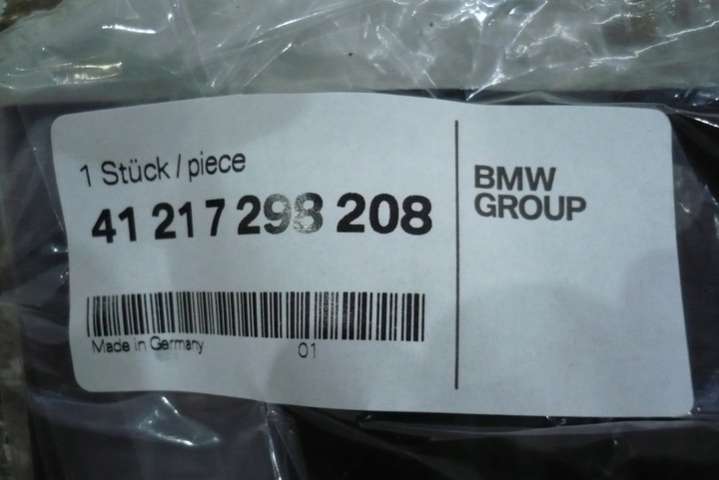 1 Stück / piece
41 217 298 208
BMW
GROUP
Made in Germany
01